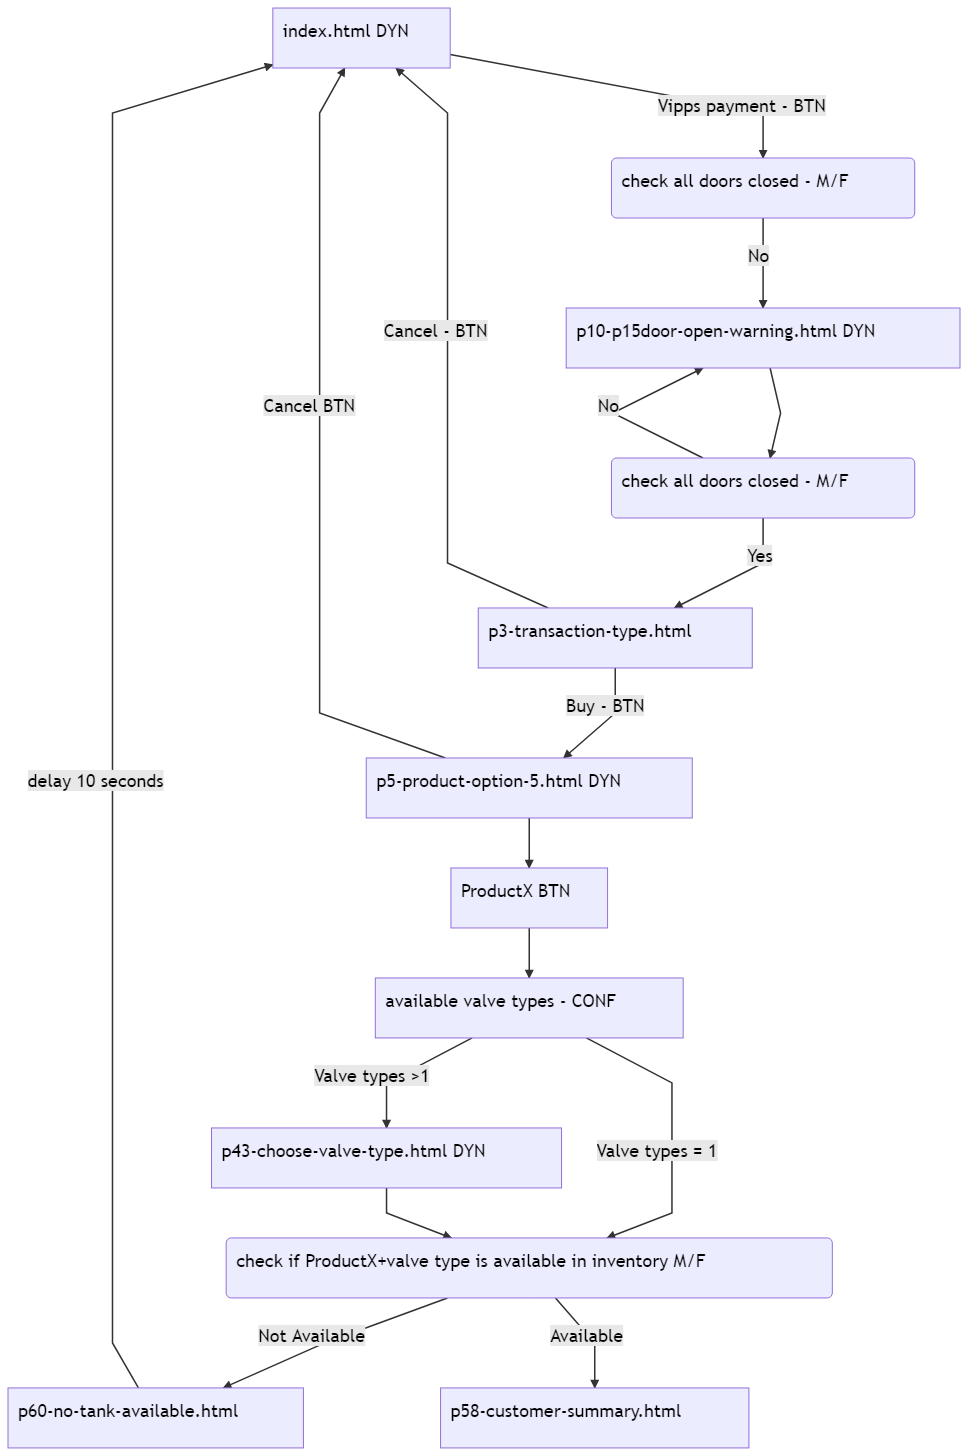 index.html DYN
Vipps payment - BTN
check all doors closed - M/F
No
p10-p15door-open-warning.html DYN
Cancel - BTN
Cancel BTN
No
check all doors closed - M/F
Yes
p3-transaction-type.html
Buy - BTN
p5-product-option-5.html DYN
delay 10 seconds
ProductX BTN
available valve types - CONF
Valve types >1
p43-choose-valve-type.html DYN
Valve types = 1
check if ProductX+valve type is available in inventory M/F
Not Available
Available
p60-no-tank-available.html
p58-customer-summary.html